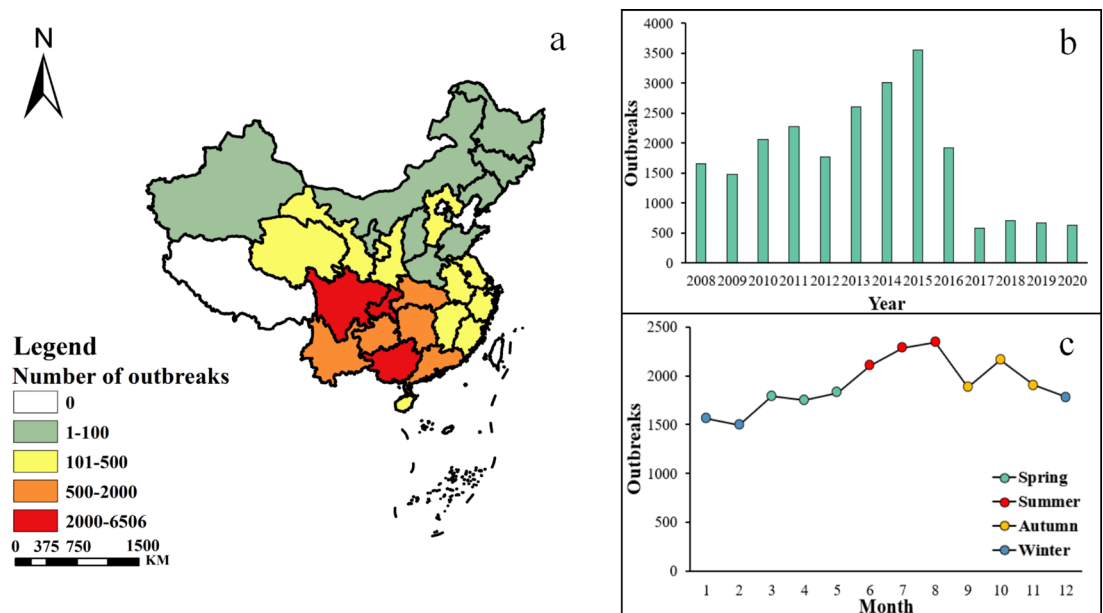 N
a
Legend
Number of outbreaks
0
1-100
101-500
500-2000
2000-6506
0 375 750 1500
KM
b
Outbreaks
4000
3500
3000
2500
2000
1500
1000
500
0
2008 2009 2010 2011 2012 2013 2014 2015 2016 2017 2018 2019 2020
Year
c
Outbreaks
2500
2000
1500
1000
500
0
Spring
Summer
Autumn
Winter
1 2 3 4 5 6 7 8 9 10 11 12
Month